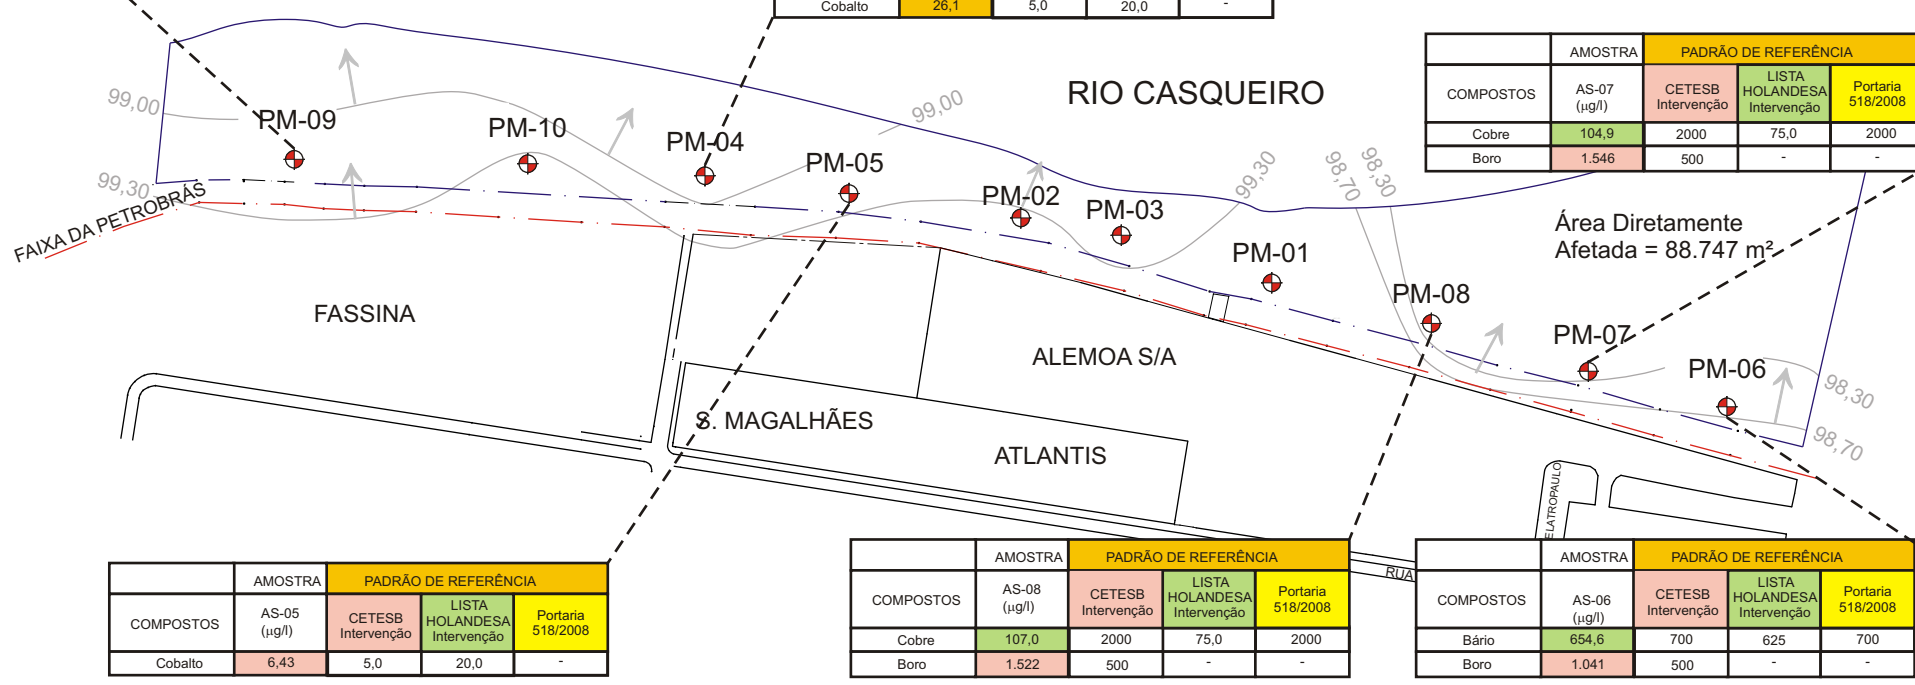 Cobalto 26,1 5,0 20,0 -
AMOSTRA PADRÃO DE REFERÊNCIA
COMPOSTOS AS-07 (µg/l) CETESB Intervenção LISTA HOLANDESA Intervenção Portaria 518/2008
Cobre 104,9 2000 75,0 2000
Boro 1.546 500 - -
RIO CASQUEIRO
99,00
99,00
PM-09
PM-10
PM-04
PM-05
PM-02
PM-03
PM-01
PM-08
PM-07
PM-06
99,30
99,30
98,70
98,30
98,30
98,70
FAIXA DA PETROBRÁS
Área Diretamente
Afetada = 88.747 m²
FASSINA
ALEMOA S/A
S. MAGALHÃES
ATLANTIS
ELATROPAULO
RUA
AMOSTRA PADRÃO DE REFERÊNCIA
COMPOSTOS AS-05 (µg/l) CETESB Intervenção LISTA HOLANDESA Intervenção Portaria 518/2008
Cobalto 6,43 5,0 20,0 -
AMOSTRA PADRÃO DE REFERÊNCIA
COMPOSTOS AS-08 (µg/l) CETESB Intervenção LISTA HOLANDESA Intervenção Portaria 518/2008
Cobre 107,0 2000 75,0 2000
Boro 1.522 500 - -
AMOSTRA PADRÃO DE REFERÊNCIA
COMPOSTOS AS-06 (µg/l) CETESB Intervenção LISTA HOLANDESA Intervenção Portaria 518/2008
Bário 654,6 700 625 700
Boro 1.041 500 - -